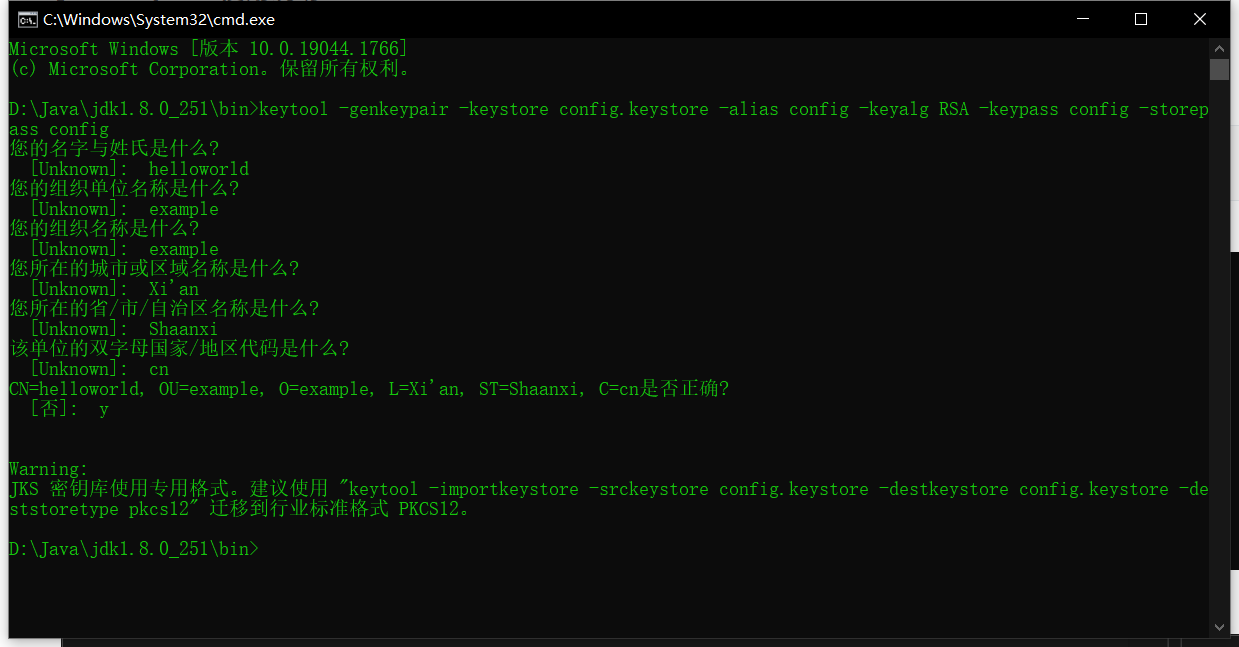 C:\Windows\System32\cmd.exe
Microsoft Windows [版本 10.0.19044.1766]
(c) Microsoft Corporation。保留所有权利。
D:\Java\jdk1.8.0_251\bin>keytool -genkeypair -keystore config.keystore -alias config -keyalg RSA -keypass config -storep
ass config
您的名字与姓氏是什么?
[Unknown]:  helloworld
您的组织单位名称是什么?
[Unknown]:  example
您的组织名称是什么?
[Unknown]:  example
您所在的城市或区域名称是什么?
[Unknown]:  Xi'an
您所在的省/市/自治区名称是什么?
[Unknown]:  Shaanxi
该单位的双字母国家/地区代码是什么?
[Unknown]:  cn
CN=helloworld, OU=example, O=example, L=Xi'an, ST=Shaanxi, C=cn是否正确?
[否]:  y
Warning:
JKS 密钥库使用专用格式。建议使用 "keytool -importkeystore -srckeystore config.keystore -destkeystore config.keystore -de
ststoretype pkcs12" 迁移到行业标准格式 PKCS12。
D:\Java\jdk1.8.0_251\bin>